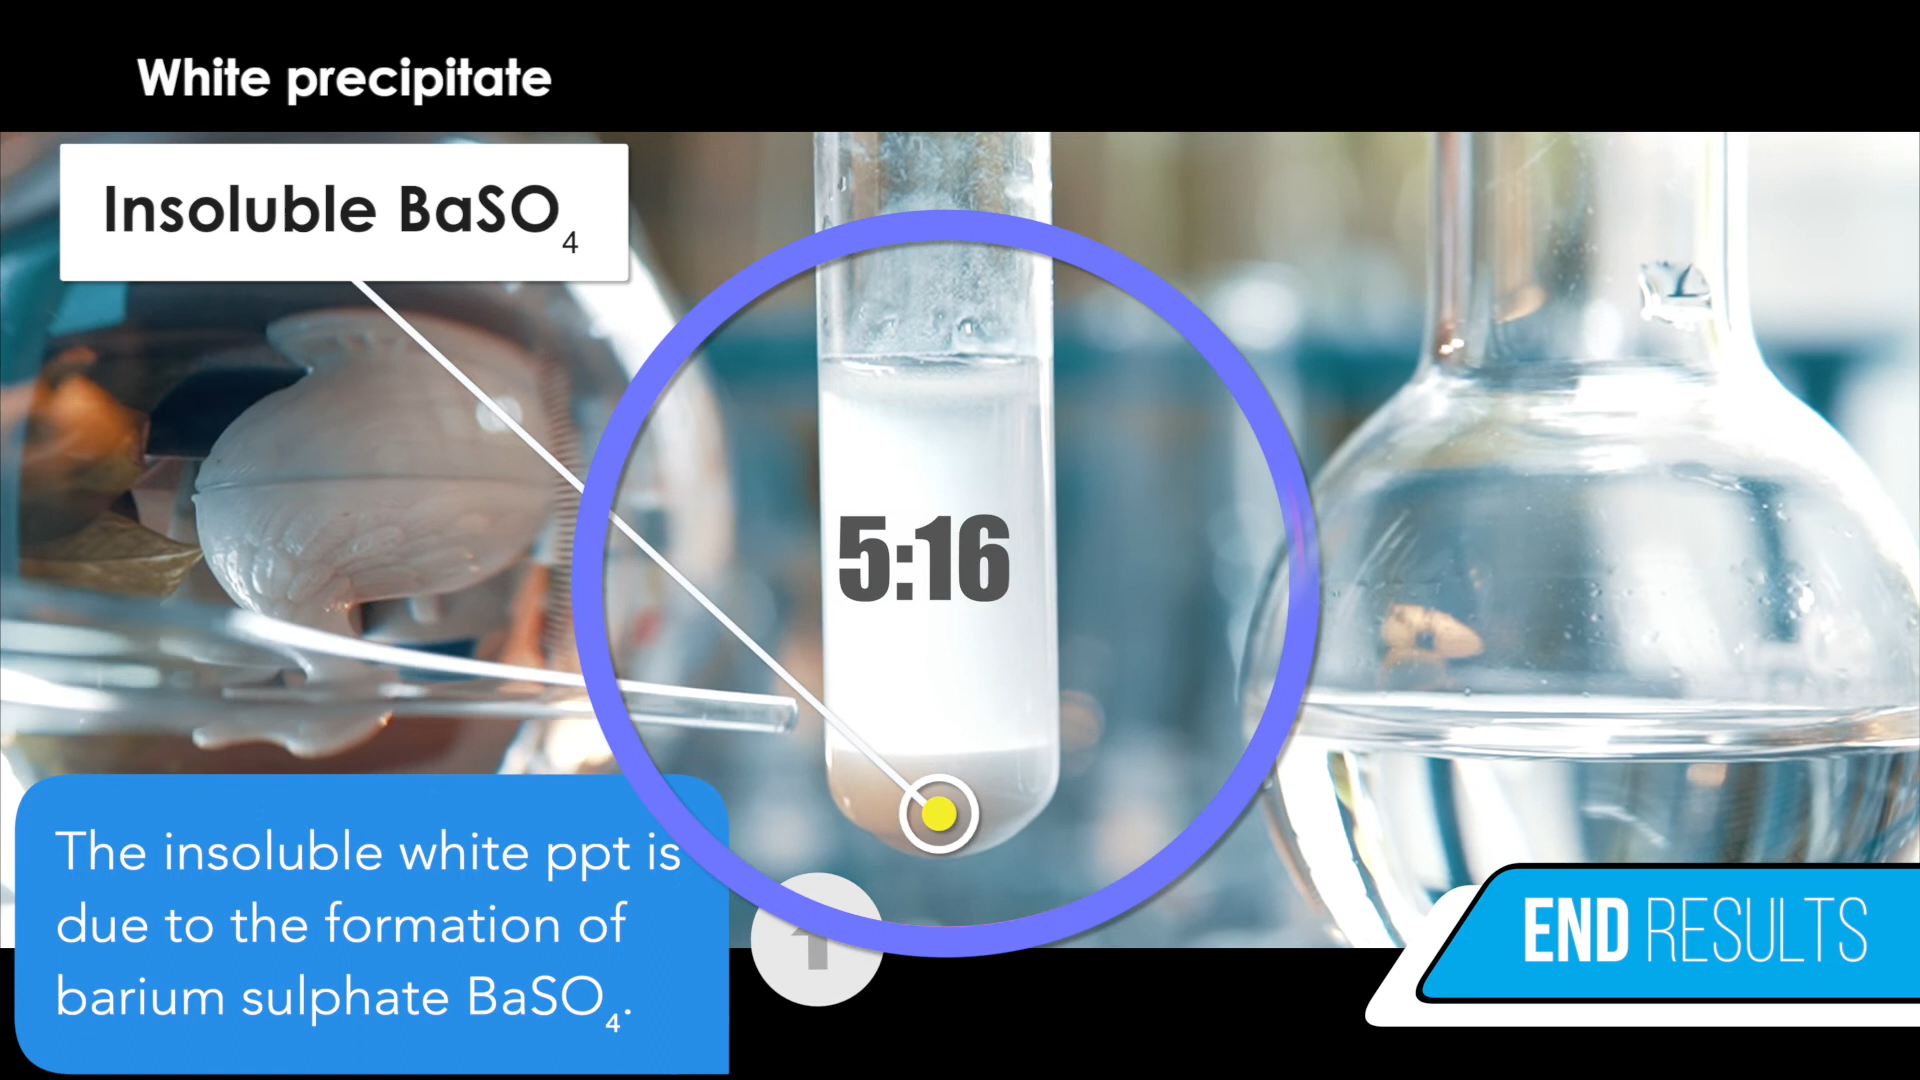 White precipitate
Insoluble BaSO₄
5:16
The insoluble white ppt is
due to the formation of
barium sulphate BaSO₄.
END RESULTS